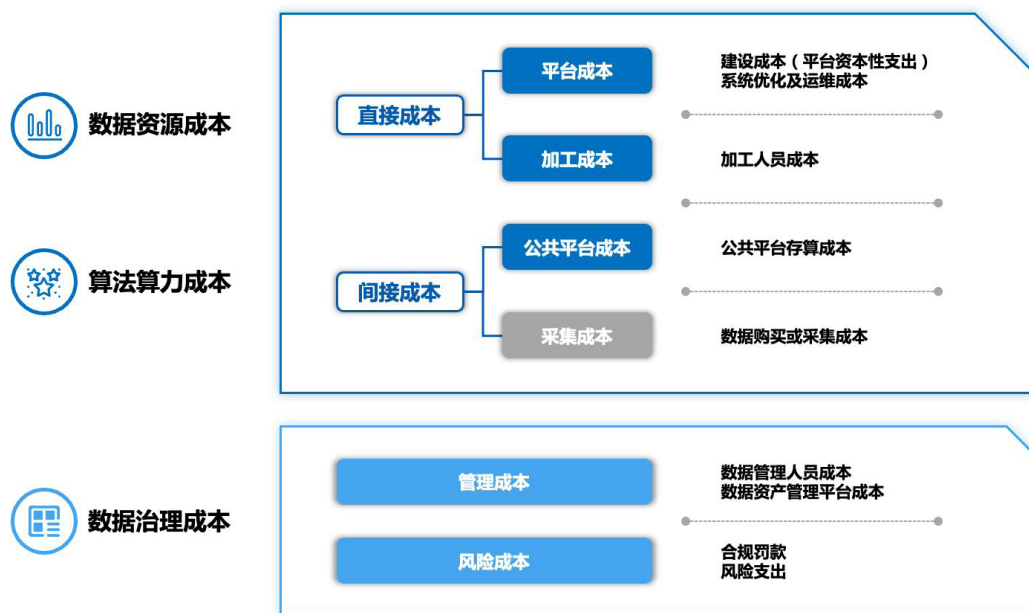 数据资源成本
直接成本
平台成本
建设成本（平台资本性支出）
系统优化及运维成本
加工成本
加工人员成本
算法算力成本
间接成本
公共平台成本
公共平台存算成本
采集成本
数据购买或采集成本
数据治理成本
管理成本
数据管理人员成本
数据资产管理平台成本
风险成本
合规罚款
风险支出